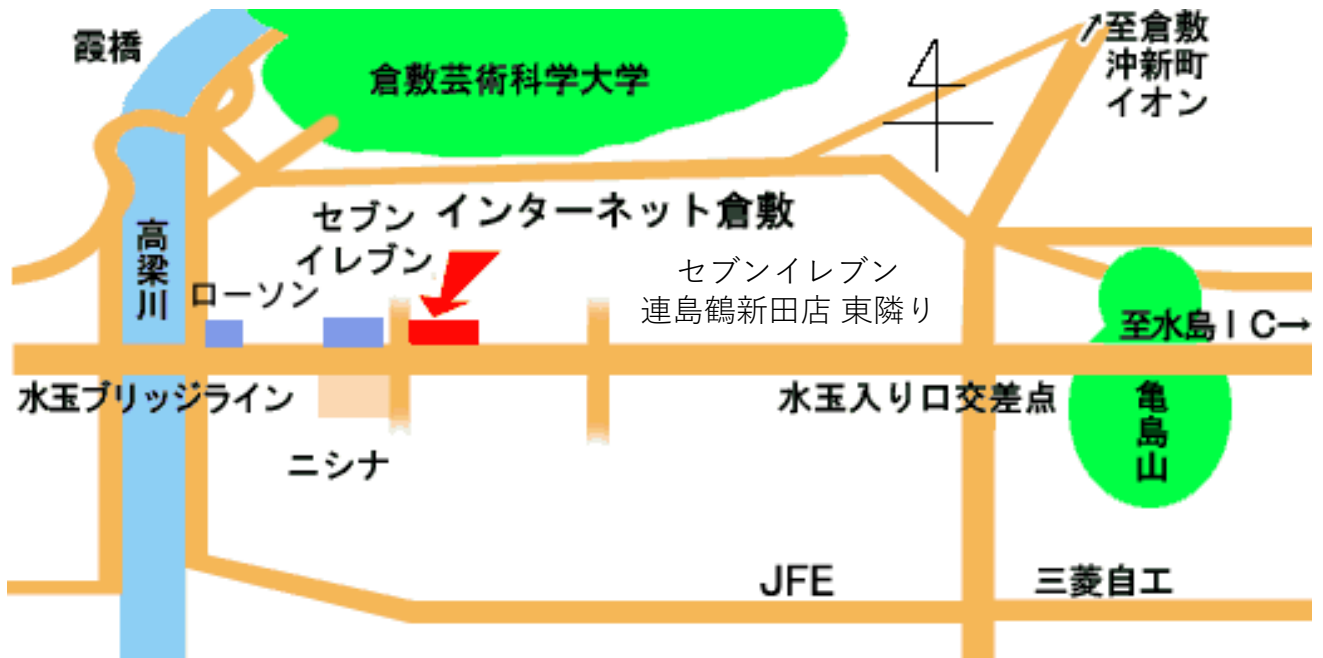 霞橋
倉敷芸術科学大学
↗至倉敷
沖新町
イオン
高梁川
セブン
イレブン
インターネット倉敷
ローソン
セブンイレブン
連島鶴新田店 東隣り
至水島IC→
水玉ブリッジライン
水玉入り口交差点
亀島山
ニシナ
JFE
三菱自工